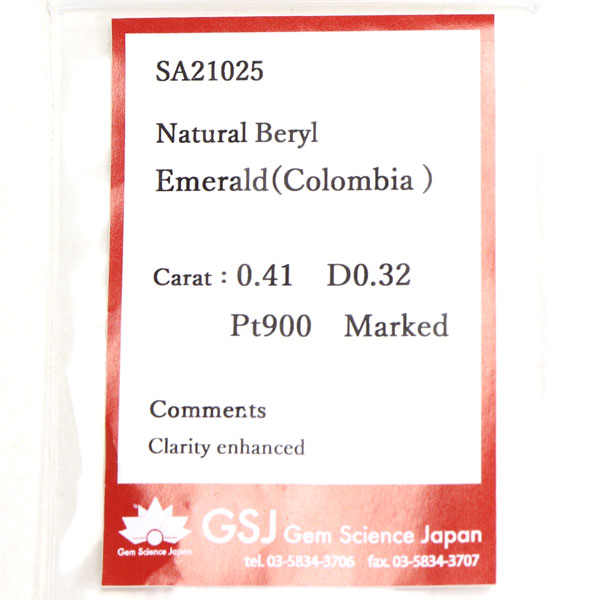 SA21025
Natural Beryl
Emerald(Colombia )
Carat : 0.41 D0.32
Pt900 Marked
Comments
Clarity enhanced
GSJ Gem Science Japan
Gem Science Japan
tel. 03-5834-3706 fax. 03-5834-3707